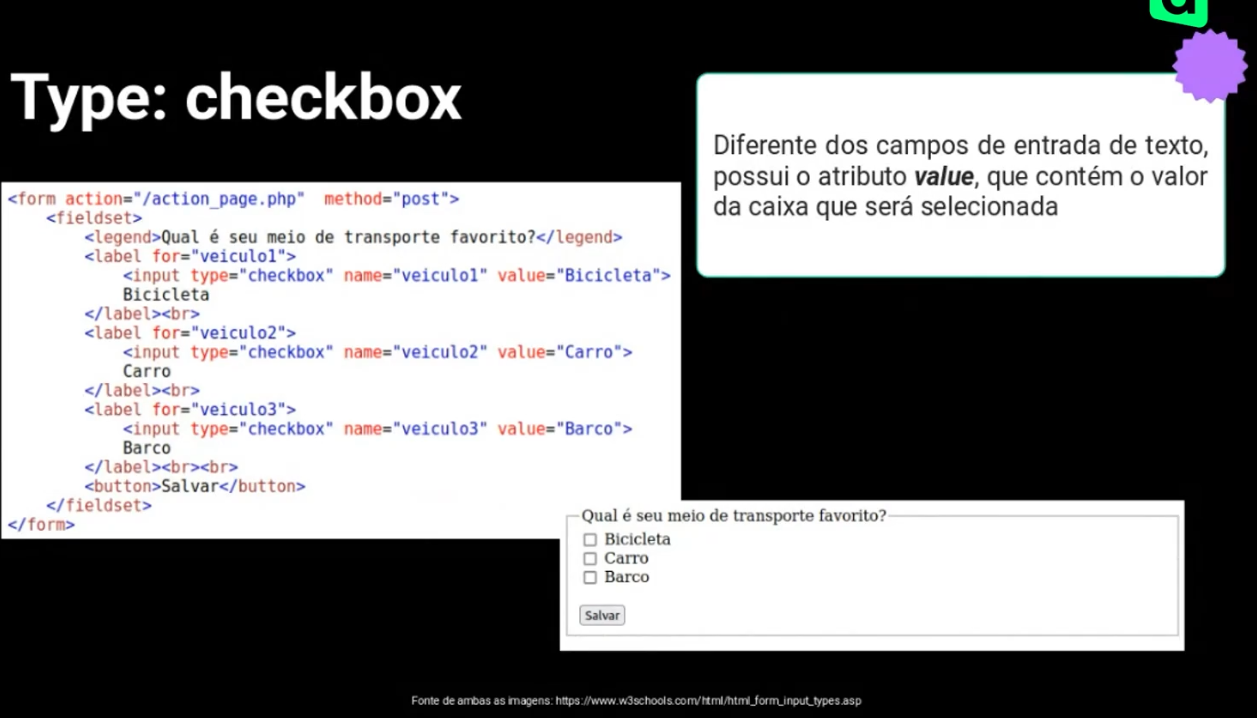 Type: checkbox
Diferente dos campos de entrada de texto,
possui o atributo value, que contém o valor
da caixa que será selecionada
<form action="/action_page.php"  method="post">
    <fieldset>
        <legend>Qual é seu meio de transporte favorito?</legend>
        <label for="veiculo1">
            <input type="checkbox" name="veiculo1" value="Bicicleta">
            Bicicleta
        </label><br>
        <label for="veiculo2">
            <input type="checkbox" name="veiculo2" value="Carro">
            Carro
        </label><br>
        <label for="veiculo3">
            <input type="checkbox" name="veiculo3" value="Barco">
            Barco
        </label><br><br>
        <button>Salvar</button>
    </fieldset>
</form>
Qual é seu meio de transporte favorito?
Bicicleta
Carro
Barco
Salvar
Fonte de ambas as imagens: https://www.w3schools.com/html/html_form_input_types.asp